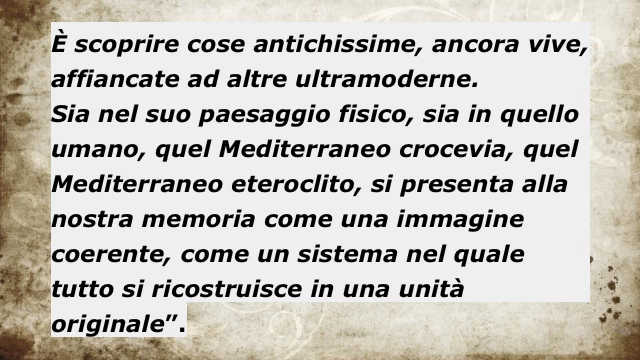 È scoprire cose antichissime, ancora vive,
affiancate ad altre ultramoderne.
Sia nel suo paesaggio fisico, sia in quello
umano, quel Mediterraneo crocevia, quel
Mediterraneo eteroclito, si presenta alla
nostra memoria come una immagine
coerente, come un sistema nel quale
tutto si ricostruisce in una unità
originale”.